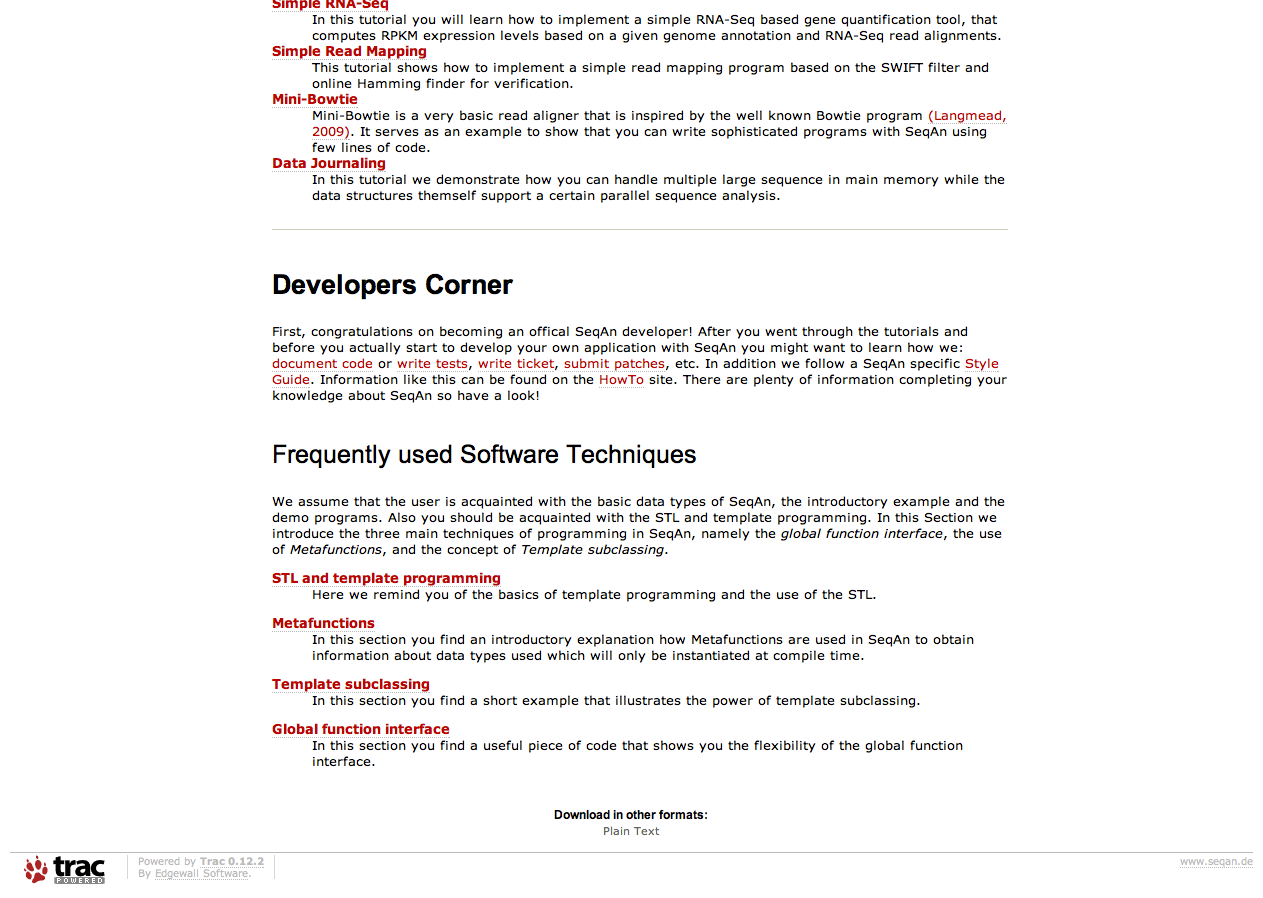 Simple RNA-Seq
In this tutorial you will learn how to implement a simple RNA-Seq based gene quantification tool, that
computes RPKM expression levels based on a given genome annotation and RNA-Seq read alignments.
Simple Read Mapping
This tutorial shows how to implement a simple read mapping program based on the SWIFT filter and
online Hamming finder for verification.
Mini-Bowtie
Mini-Bowtie is a very basic read aligner that is inspired by the well known Bowtie program (Langmead,
2009). It serves as an example to show that you can write sophisticated programs with SeqAn using
few lines of code.
Data Journaling
In this tutorial we demonstrate how you can handle multiple large sequence in main memory while the
data structures themself support a certain parallel sequence analysis.
Developers Corner
First, congratulations on becoming an offical SeqAn developer! After you went through the tutorials and
before you actually start to develop your own application with SeqAn you might want to learn how we:
document code or write tests, write ticket, submit patches, etc. In addition we follow a SeqAn specific Style
Guide. Information like this can be found on the HowTo site. There are plenty of information completing your
knowledge about SeqAn so have a look!
Frequently used Software Techniques
We assume that the user is acquainted with the basic data types of SeqAn, the introductory example and the
demo programs. Also you should be acquainted with the STL and template programming. In this Section we
introduce the three main techniques of programming in SeqAn, namely the global function interface, the use
of Metafunctions, and the concept of Template subclassing.
STL and template programming
Here we remind you of the basics of template programming and the use of the STL.
Metafunctions
In this section you find an introductory explanation how Metafunctions are used in SeqAn to obtain
information about data types used which will only be instantiated at compile time.
Template subclassing
In this section you find a short example that illustrates the power of template subclassing.
Global function interface
In this section you find a useful piece of code that shows you the flexibility of the global function
interface.
Download in other formats:
Plain Text
trac
POWERED
Powered by Trac 0.12.2
By Edgewall Software.
www.seqan.de